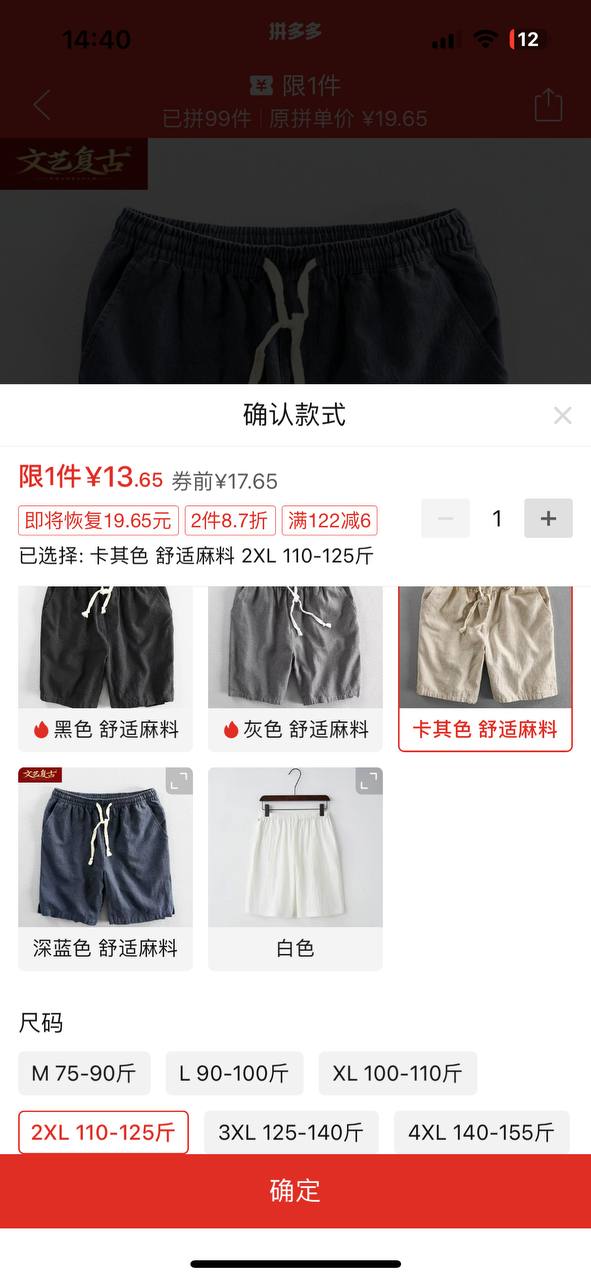 14:40
拼多多
12
限1件
已拼99件 | 原拼单价 ¥19.65
文艺复古
确认款式
限1件¥13.65 券前¥17.65
即将恢复19.65元 2件8.7折 满122减6
1
已选择: 卡其色 舒适麻料 2XL 110-125斤
黑色 舒适麻料
灰色 舒适麻料
卡其色 舒适麻料
文艺复古
深蓝色 舒适麻料
白色
尺码
M 75-90斤
L 90-100斤
XL 100-110斤
2XL 110-125斤
3XL 125-140斤
4XL 140-155斤
确定